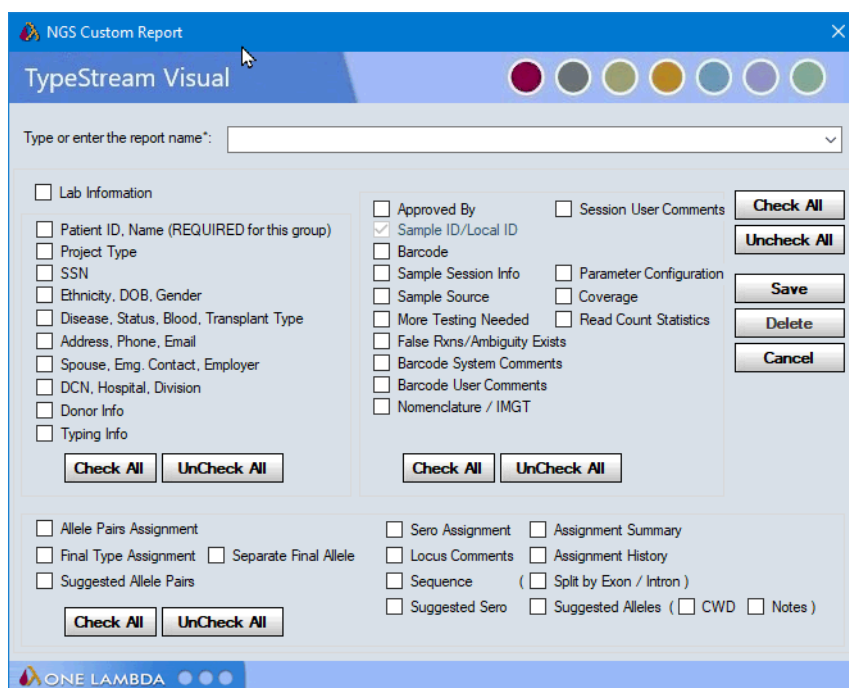 NGS Custom Report
TypeStream Visual
Type or enter the report name*:
Lab Information
Patient ID, Name (REQUIRED for this group)
Project Type
SSN
Ethnicity, DOB, Gender
Disease, Status, Blood, Transplant Type
Address, Phone, Email
Spouse, Emg. Contact, Employer
DCN, Hospital, Division
Donor Info
Typing Info
Check All UnCheck All
Approved By Session User Comments
Sample ID/Local ID
Barcode
Sample Session Info Parameter Configuration
Sample Source Coverage
More Testing Needed Read Count Statistics
False Rxns/Ambiguity Exists
Barcode System Comments
Barcode User Comments
Nomenclature / IMGT
Check All UnCheck All
Check All
Uncheck All
Save
Delete
Cancel
Allele Pairs Assignment
Final Type Assignment Separate Final Allele
Suggested Allele Pairs
Check All UnCheck All
Sero Assignment Assignment Summary
Locus Comments Assignment History
Sequence ( Split by Exon / Intron )
Suggested Sero Suggested Alleles ( CWD Notes )
ONE LAMBDA